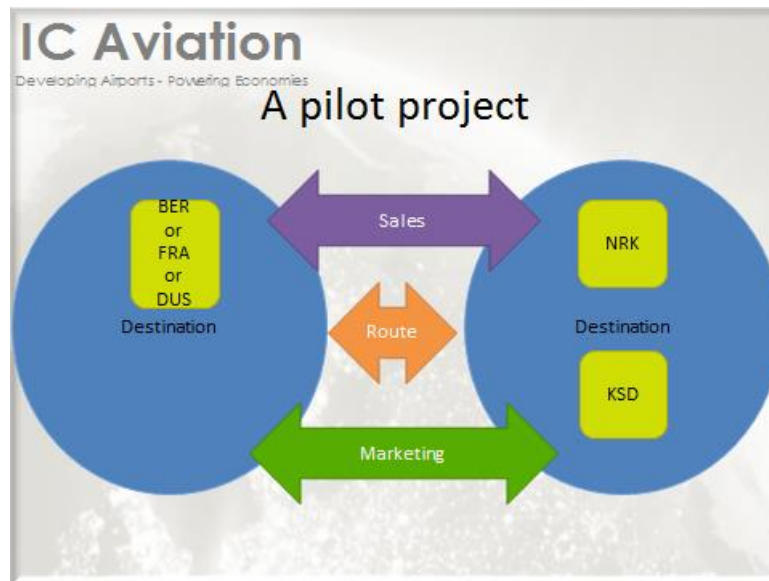 IC Aviation
Developing Airports - Powering Economies
A pilot project
BER
or
FRA
or
DUS
Destination
Sales
Route
Marketing
NRK
Destination
KSD